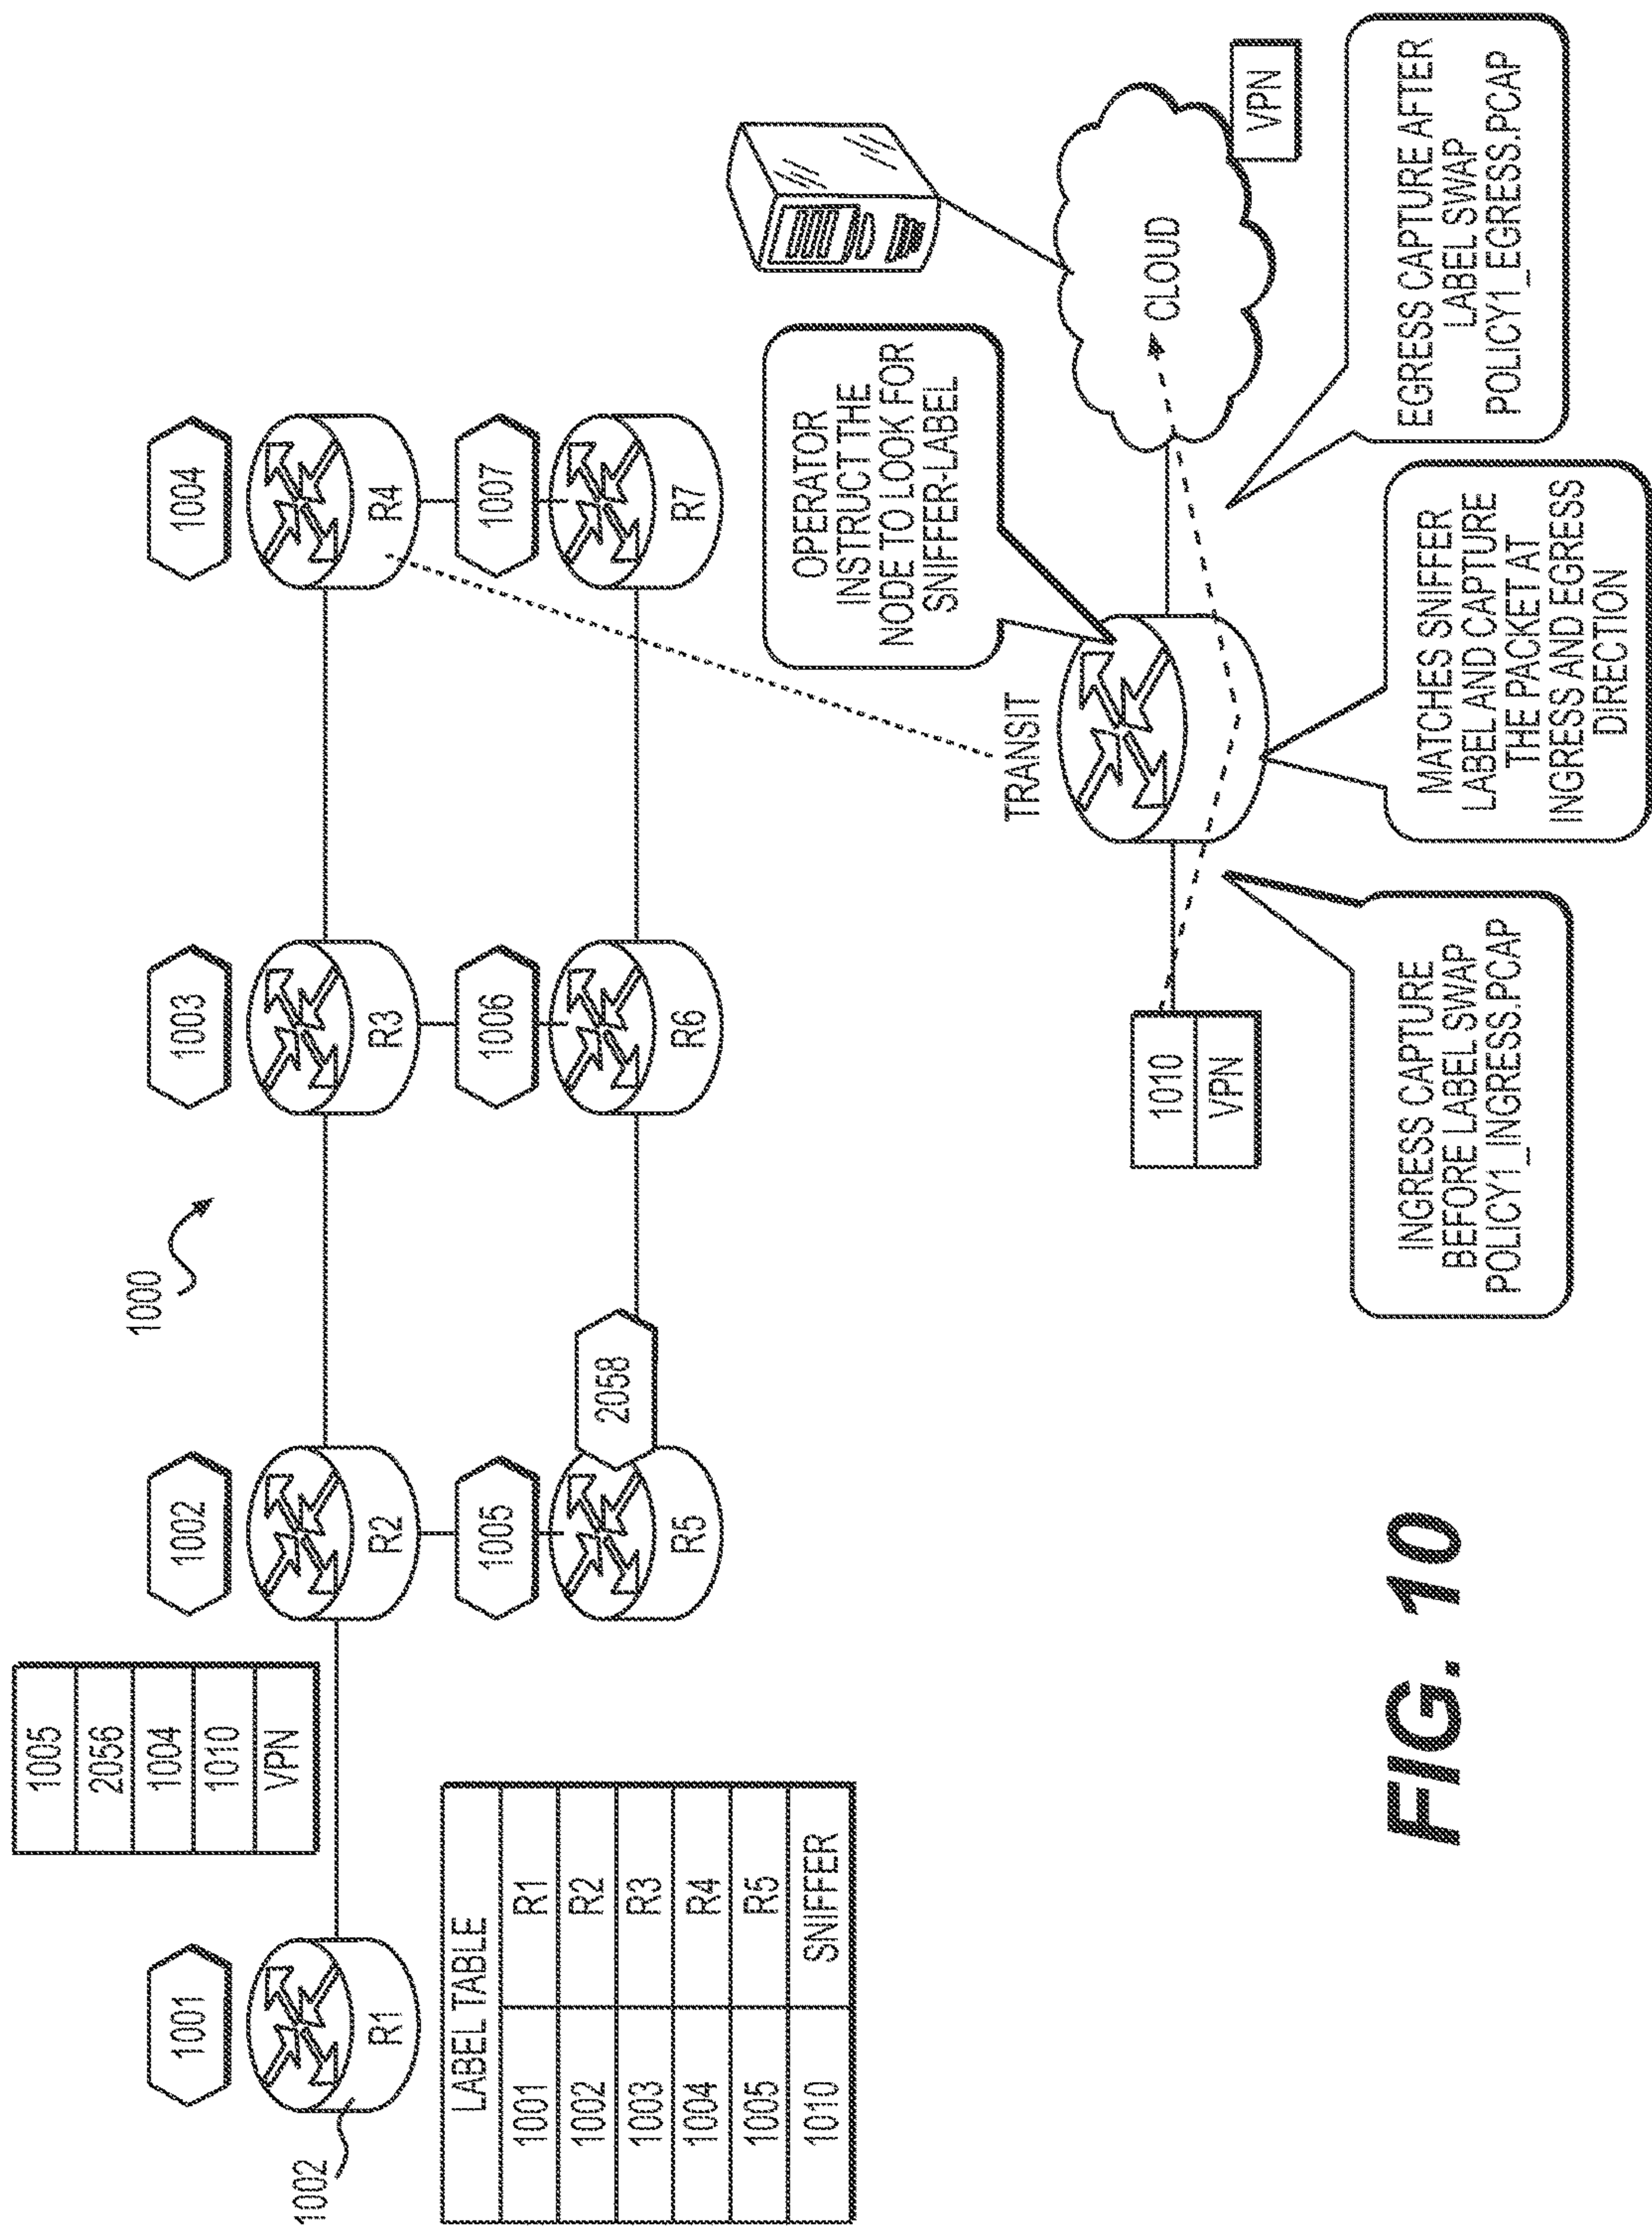 1000
1001
1002
1003
1004
1005
2056
1004
1010
VPN
R1
R2
R3
R4
1002
1005
1006
1007
2058
R5
R6
R7
LABEL TABLE
1001 R1
1002 R2
1003 R3
1004 R4
1005 R5
1010 SNIFFER
OPERATOR
INSTRUCT THE
NODE TO LOOK FOR
SNIFFER-LABEL
TRANSIT
1010
VPN
CLOUD
VPN
INGRESS CAPTURE
BEFORE LABEL SWAP
POLICY1_INGRESS.PCAP
MATCHES SNIFFER
LABEL AND CAPTURE
THE PACKET AT
INGRESS AND EGRESS
DIRECTION
EGRESS CAPTURE AFTER
LABEL SWAP
POLICY1_EGRESS.PCAP
FIG. 10